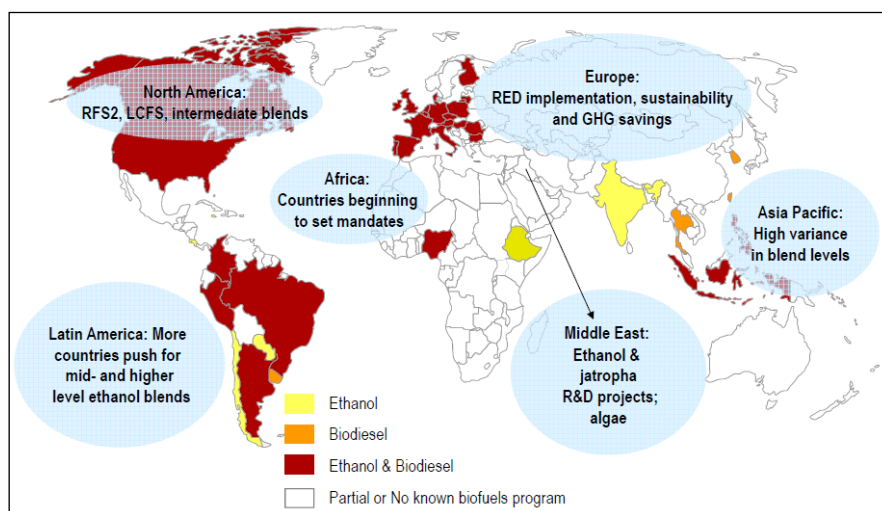 North America:
RFS2, LCFS, intermediate blends
Europe:
RED implementation, sustainability
and GHG savings
Africa:
Countries beginning
to set mandates
Asia Pacific:
High variance
in blend levels
Latin America: More
countries push for
mid- and higher
level ethanol blends
Middle East:
Ethanol &
jatropha
R&D projects;
algae
Ethanol
Biodiesel
Ethanol & Biodiesel
Partial or No known biofuels program